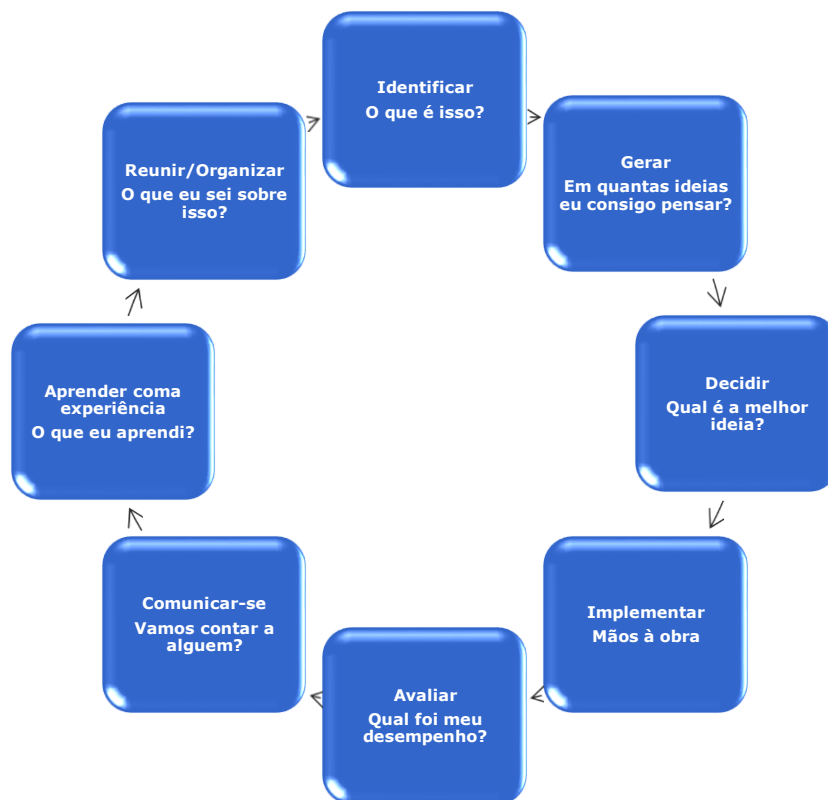 Identificar
O que é isso?
Gerar
Em quantas ideias
eu consigo pensar?
Decidir
Qual é a melhor
ideia?
Implementar
Mãos à obra
Avaliar
Qual foi meu
desempenho?
Comunicar-se
Vamos contar a
alguem?
Aprender coma
experiência
O que eu aprendi?
Reunir/Organizar
O que eu sei sobre
isso?